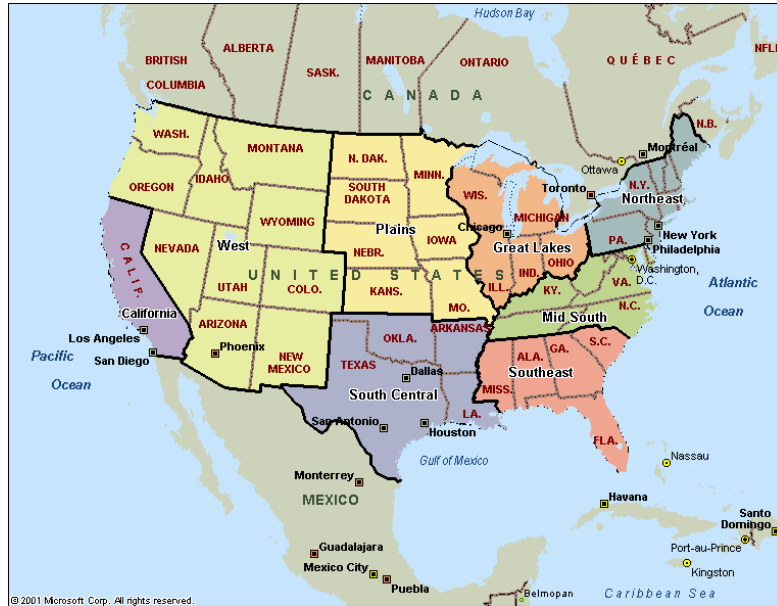 Hudson Bay
ALBERTA
BRITISH
COLUMBIA
SASK.
MANITOBA
ONTARIO
QUÉBEC
NFL
CANADA
N.B.
WASH.
MONTANA
N. DAK.
MINN.
Ottawa
Montréal
OREGON
IDAHO
SOUTH
DAKOTA
WIS.
MICHIGAN
Toronto
N.Y.
Northeast
WYOMING
Plains
Chicago
New York
NEVADA
West
NEBR.
IOWA
Great Lakes
PA.
Philadelphia
UNITED STATES
CALIF.
UTAH
COLO.
KANS.
MO.
ILL.
IND.
OHIO
KY.
VA.
Washington,
D.C.
Atlantic
Ocean
California
Los Angeles
San Diego
ARIZONA
Phoenix
NEW
MEXICO
OKLA.
ARKANSAS
Mid South
N.C.
Pacific
Ocean
TEXAS
Dallas
South Central
MISS
ALA.
GA.
S.C.
Southeast
San Antonio
Houston
LA.
FLA.
Gulf of Mexico
Nassau
Monterrey
MEXICO
Havana
Santo
Domingo
Guadalajara
Mexico City
Puebla
Port-au-Prince
Kingston
Belmopan
Caribbean Sea
© 2001 Microsoft Corp. All rights reserved.